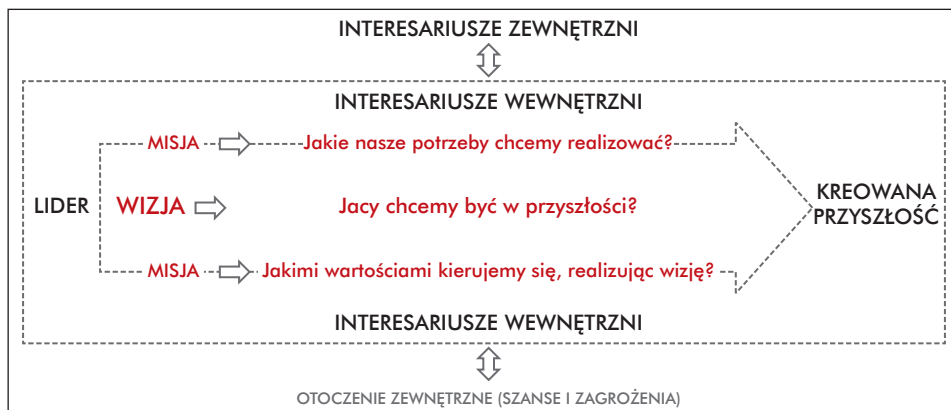 INTERESARIUSZE ZEWNĘTRZNI
INTERESARIUSZE WEWNĘTRZNI
MISJA Jakie nasze potrzeby chcemy realizować?
LIDER WIZJA Jacy chcemy być w przyszłości?
KREOWANA
PRZYSZŁOŚĆ
MISJA Jakimi wartościami kierujemy się, realizując wizję?
INTERESARIUSZE WEWNĘTRZNI
OTOCZENIE ZEWNĘTRZNE (SZANSE I ZAGROŻENIA)